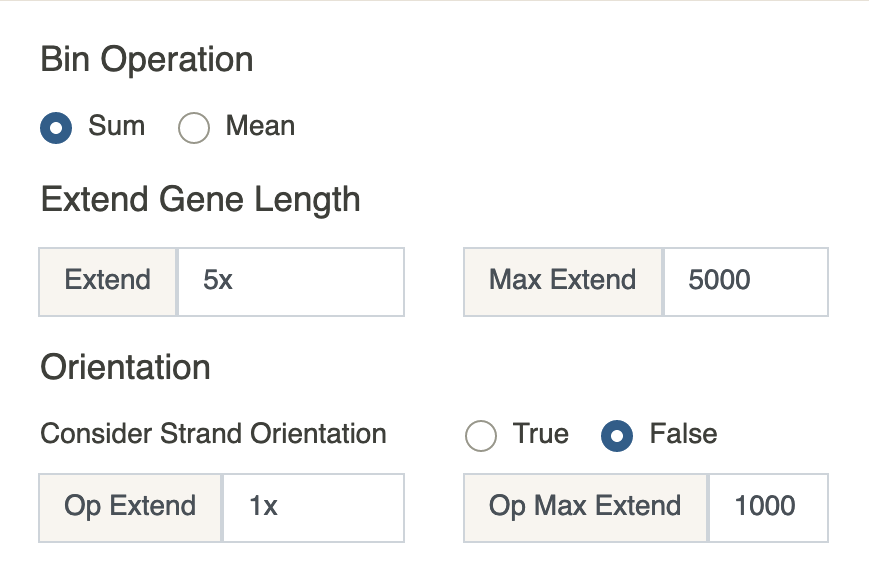 Bin Operation
Sum Mean
Extend Gene Length
Extend 5x Max Extend 5000
Orientation
Consider Strand Orientation True False
Op Extend 1x Op Max Extend 1000